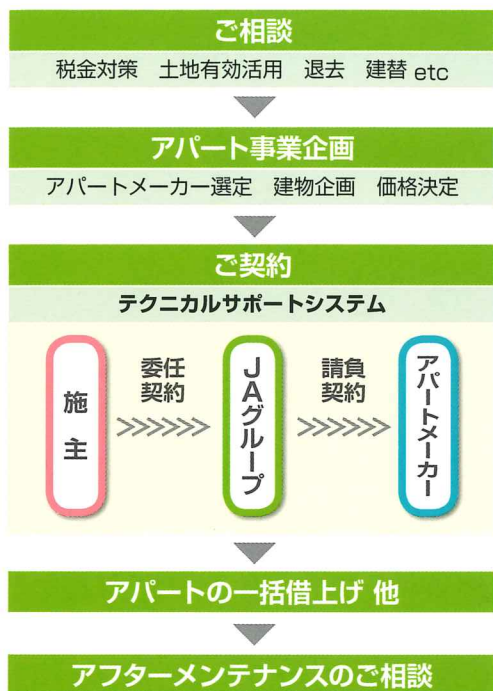 ご相談
税金対策 土地有効活用 退去 建替 etc
アパート事業企画
アパートメーカー選定 建物企画 価格決定
ご契約
テクニカルサポートシステム
施主
委任
契約
JAグループ
請負
契約
アパートメーカー
アパートの一括借上げ 他
アフターメンテナンスのご相談